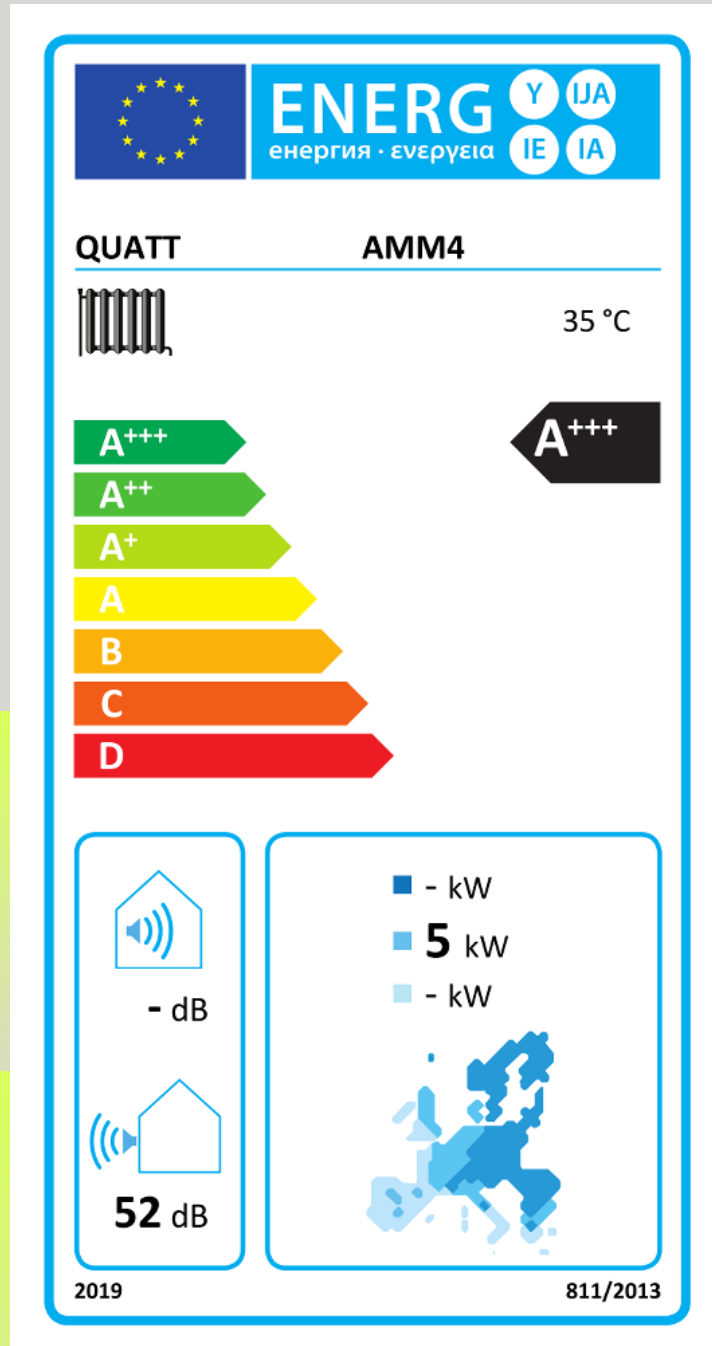 ENERG Y IJA
енергия · ενεργεια IE IA
QUATT AMM4
35 °C
A+++ A+++
A++
A+
A
B
C
D
- kW
5 kW
- kW
- dB
52 dB
2019 811/2013